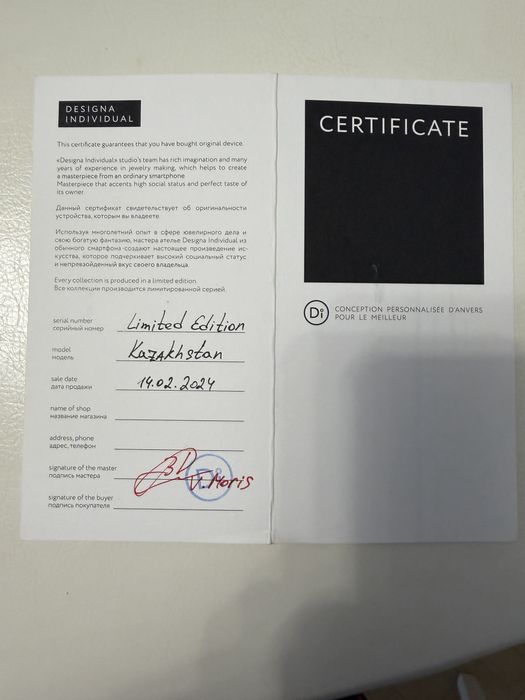 DESIGNA
INDIVIDUAL
This certificate guarantees that you have bought original device.
«Designa Individual» studio's team has rich imagination and many
years of experience in jewelry making, which helps to create
a masterpiece from an ordinary smartphone
Masterpiece that accents high social status and perfect taste of
its owner
Данный сертификат свидетельствует об оригинальности
устройства, которым вы владеете.
Используя многолетний опыт в сфере ювелирного дела и
свою богатую фантазию, мастера ателье Designa Individual из
обычного смартфона создают настоящее произведение ис-
кусства, которое подчеркивает высокий социальный статус
и непревзойденный вкус своего владельца.
Every collection is produced in a limited edition.
Все коллекции производится лимитированной серией.
serial number
серийный номер
Limited Edition
model
модель
Kazakhstan
sale date
дата продажи
14.02.2024
name of shop
название магазина
address, phone
адрес, телефон
signature of the master
подпись мастера
Di
T. Moris
signature of the buyer
подпись покупателя
CERTIFICATE
Di
CONCEPTION PERSONNALISÉE D'ANVERS
POUR LE MEILLEUR